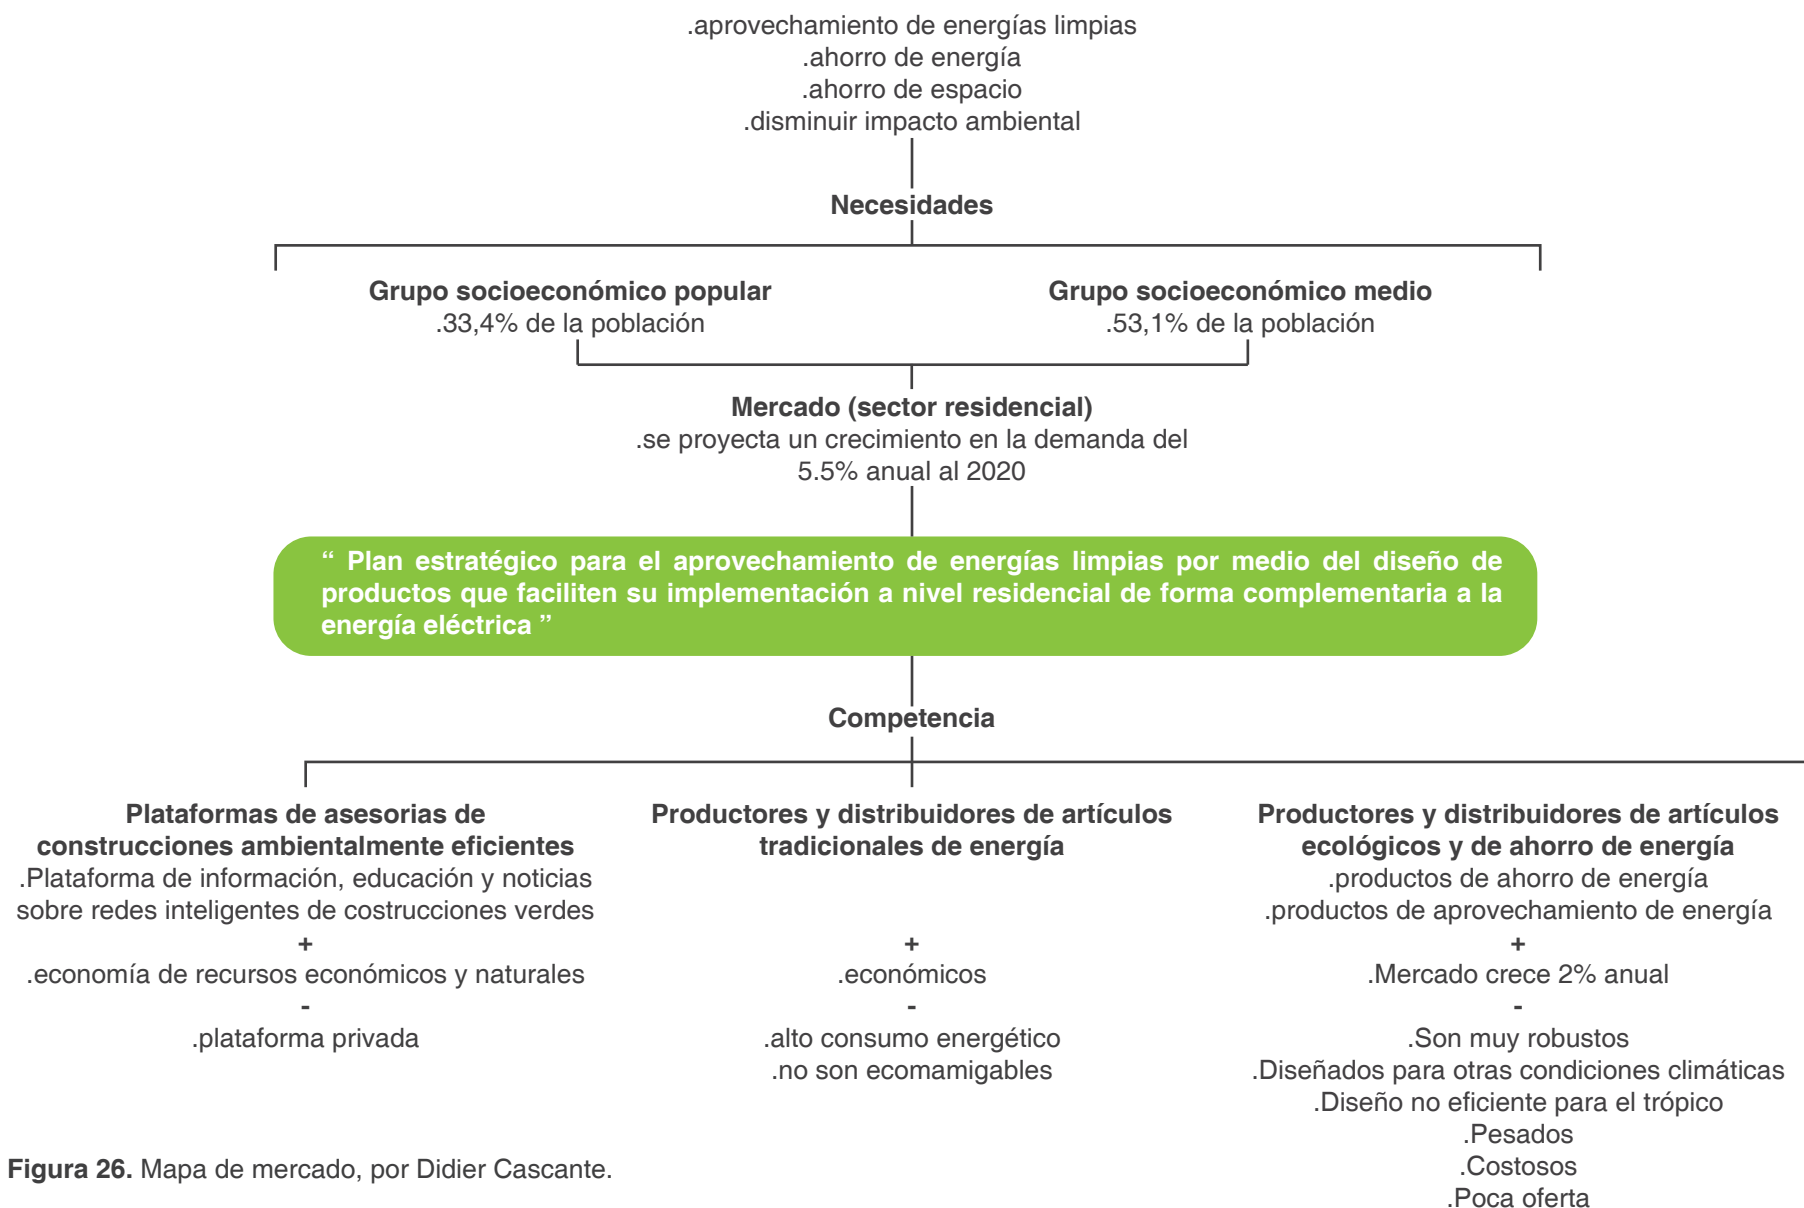 .aprovechamiento de energías limpias
.ahorro de energía
.ahorro de espacio
.disminuir impacto ambiental
Necesidades
Grupo socioeconómico popular
.33,4% de la población
Grupo socioeconómico medio
.53,1% de la población
Mercado (sector residencial)
.se proyecta un crecimiento en la demanda del
5.5% anual al 2020
“ Plan estratégico para el aprovechamiento de energías limpias por medio del diseño de
productos que faciliten su implementación a nivel residencial de forma complementaria a la
energía eléctrica ”
Competencia
Plataformas de asesorias de
construcciones ambientalmente eficientes
.Plataforma de información, educación y noticias
sobre redes inteligentes de costrucciones verdes
+
.economía de recursos económicos y naturales
-
.plataforma privada
Productores y distribuidores de artículos
tradicionales de energía
+
.económicos
-
.alto consumo energético
.no son ecomamigables
Productores y distribuidores de artículos
ecológicos y de ahorro de energía
.productos de ahorro de energía
.productos de aprovechamiento de energía
+
.Mercado crece 2% anual
-
.Son muy robustos
.Diseñados para otras condiciones climáticas
.Diseño no eficiente para el trópico
.Pesados
.Costosos
.Poca oferta
Figura 26. Mapa de mercado, por Didier Cascante.